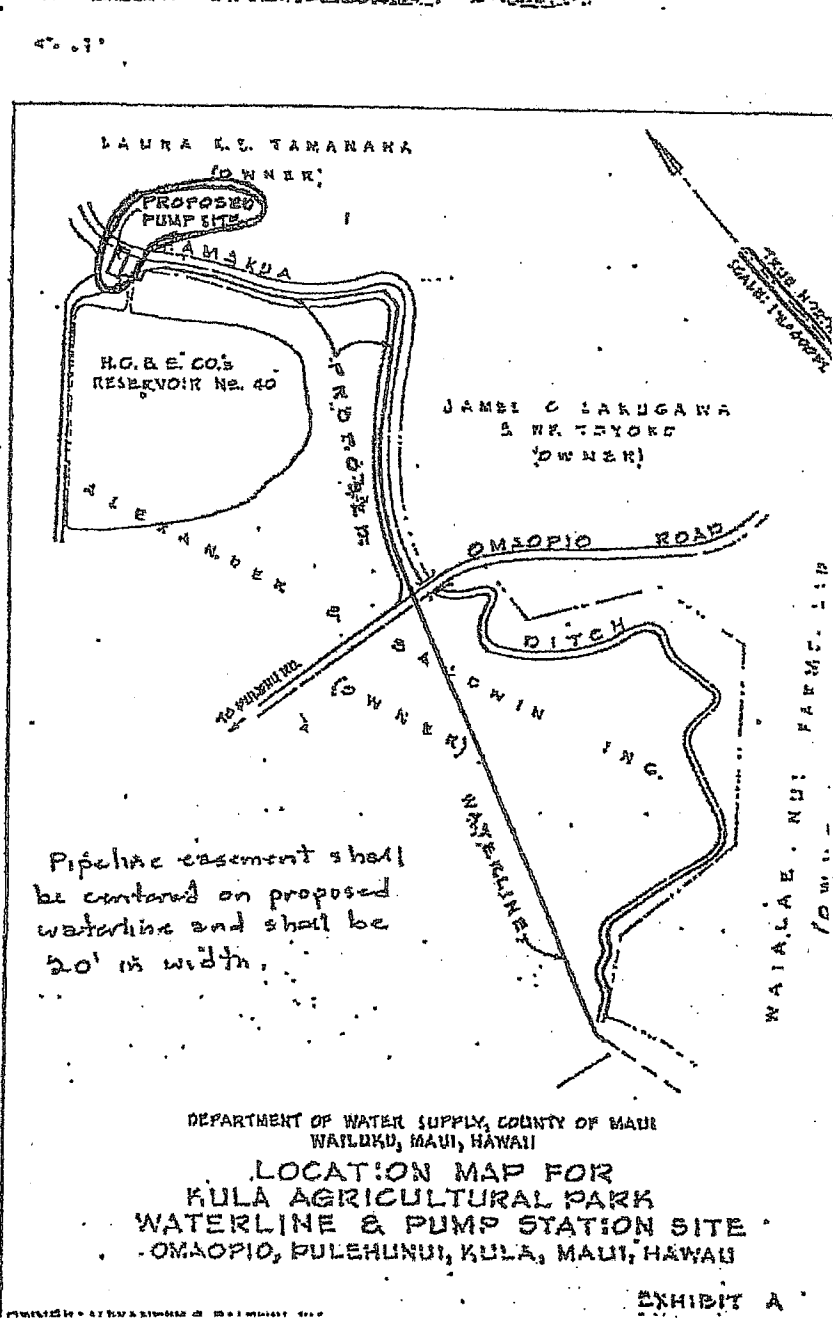 LAURA
(OWNER)
PROPOSED
PUMP SITE
HAMAKUA
H.C. & S. CO.'s
RESERVOIR No. 40
PROPOSED
JAMES C SAKUGAWA
& WF TOYOKO
(OWNER)
OMAOPIO ROAD
DITCH
TO PULEHU RD.
ALEXANDER & BALDWIN INC.
(OWNER)
WATERLINE
WAIALAE NUI FARMS LTD
TRUE NORTH
Pipeline easement shall
be centered on proposed
waterline and shall be
20' in width.
DEPARTMENT OF WATER SUPPLY, COUNTY OF MAUI
WAILUKU, MAUI, HAWAII
LOCATION MAP FOR
KULA AGRICULTURAL PARK
WATERLINE & PUMP STATION SITE
OMAOPIO, PULEHUNUI, KULA, MAUI, HAWAII
EXHIBIT A